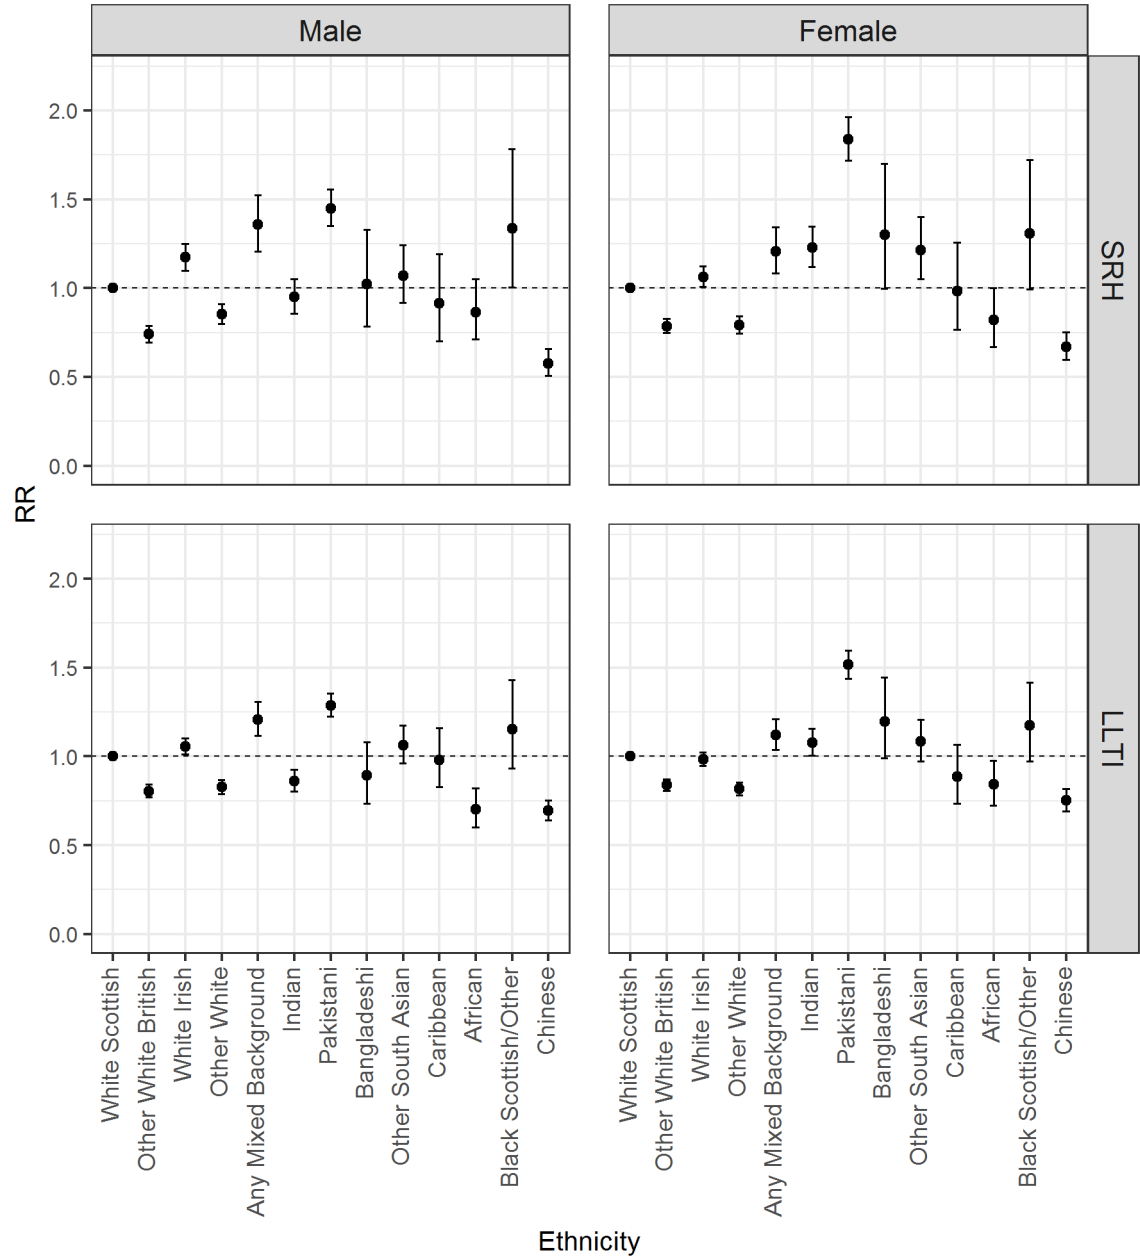 Male
Female
2.0
1.5
1.0
0.5
0.0
SRH
RR
2.0
1.5
1.0
0.5
0.0
LLTI
White Scottish
Other White British
White Irish
Other White
Any Mixed Background
Indian
Pakistani
Bangladeshi
Other South Asian
Caribbean
African
Black Scottish/Other
Chinese
White Scottish
Other White British
White Irish
Other White
Any Mixed Background
Indian
Pakistani
Bangladeshi
Other South Asian
Caribbean
African
Black Scottish/Other
Chinese
Ethnicity